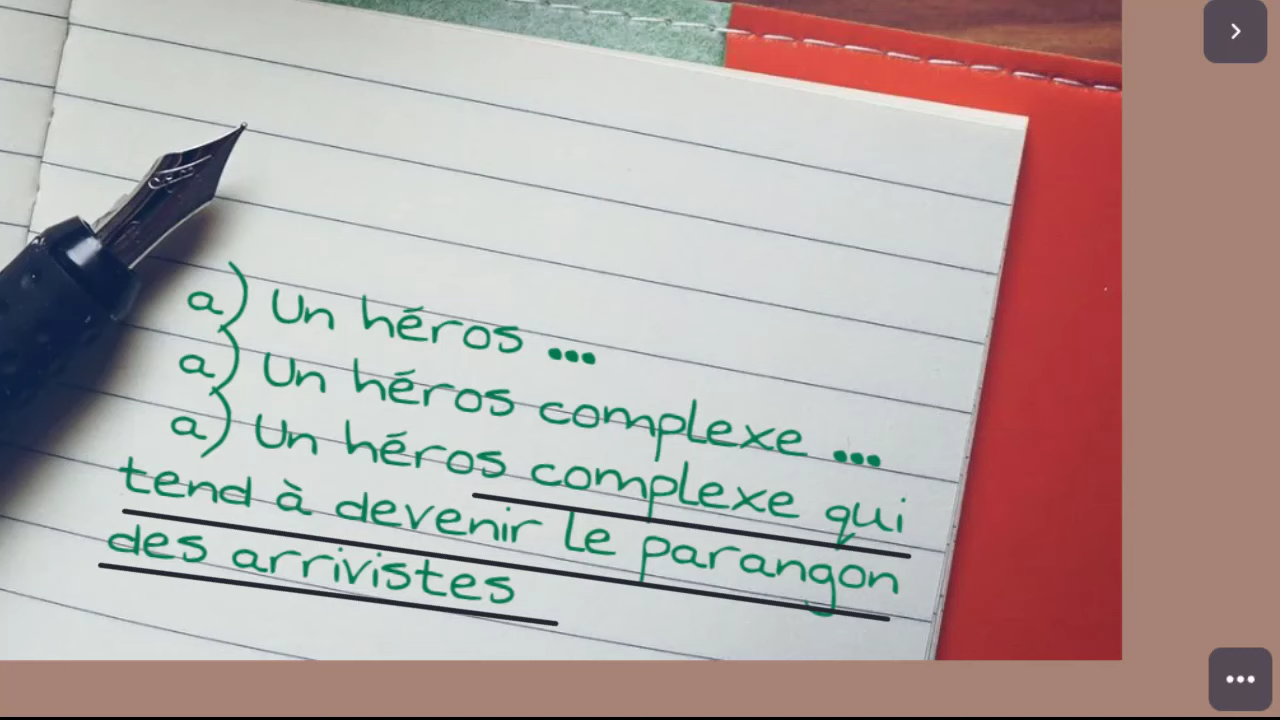 a) Un héros ...
a) Un héros complexe ...
a) Un héros complexe qui
tend à devenir le parangon
des arrivistes